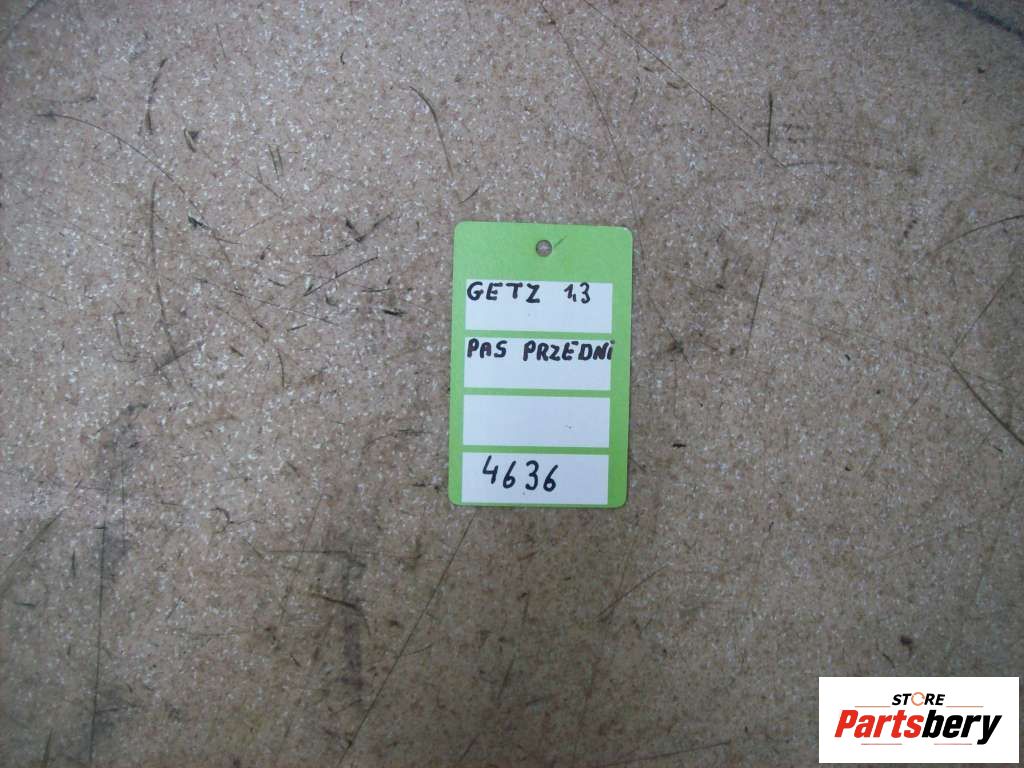 GETZ 1,3
PAS PRZEDNI
4636
STORE
Partsbery